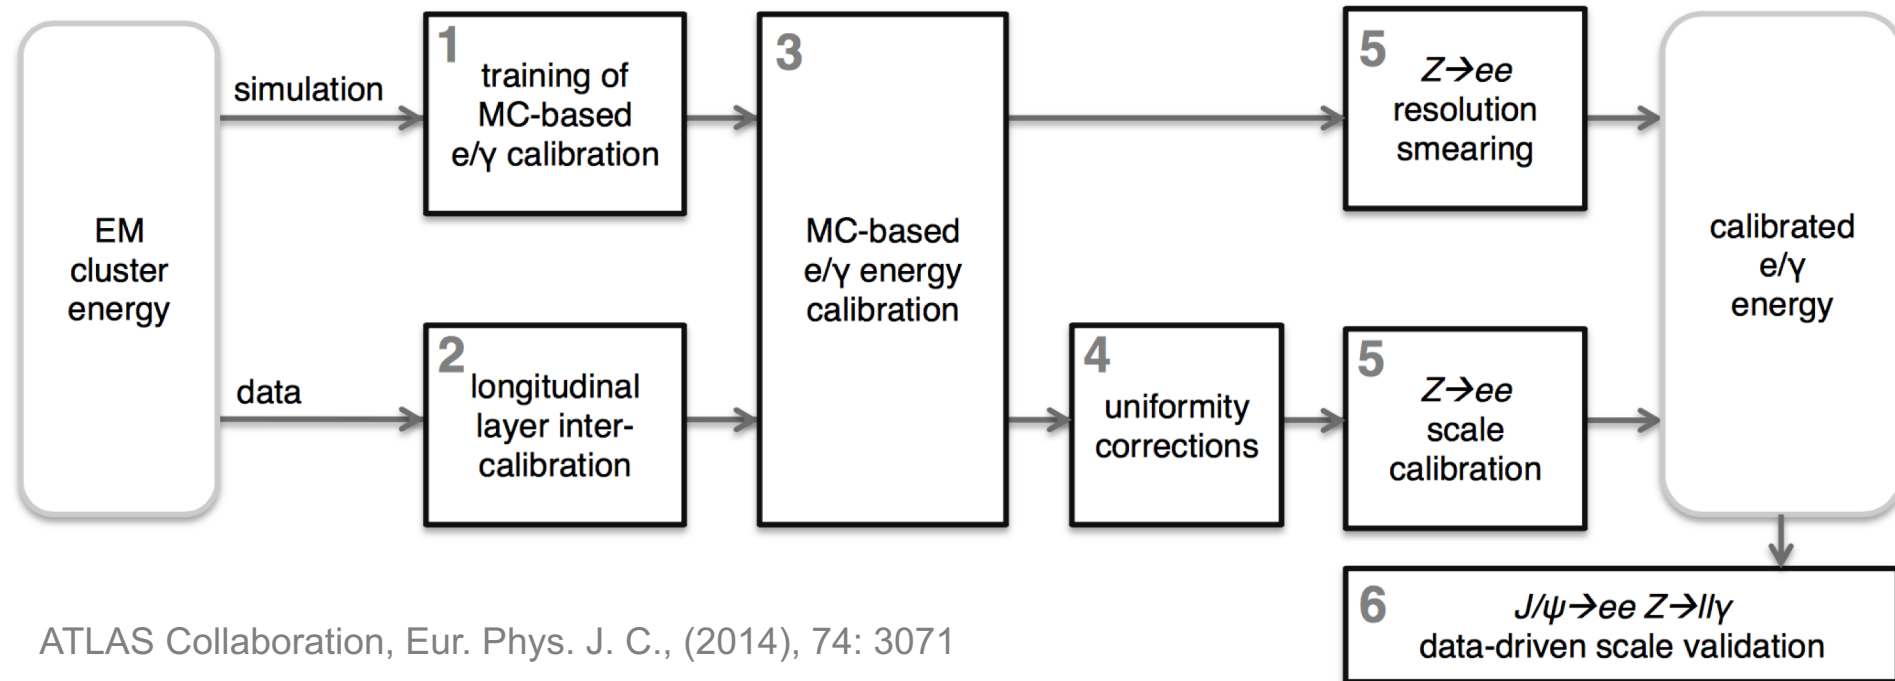 EM
cluster
energy
simulation
data
1
training of
MC-based
e/γ calibration
2
longitudinal
layer inter-
calibration
3
MC-based
e/γ energy
calibration
4
uniformity
corrections
5
Z→ee
resolution
smearing
5
Z→ee
scale
calibration
calibrated
e/γ
energy
6
J/ψ→ee Z→llγ
data-driven scale validation
ATLAS Collaboration, Eur. Phys. J. C., (2014), 74: 3071